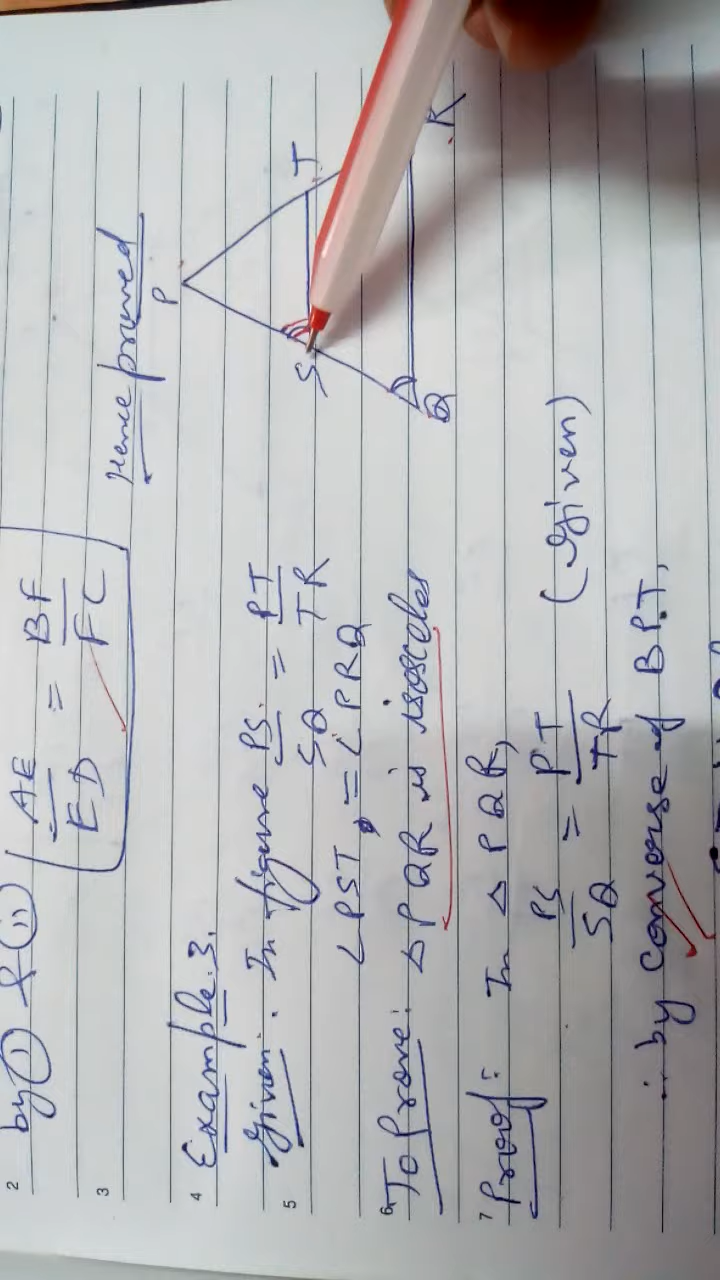 by (i) & (ii)
AE/ED = BF/FC
Hence proved
Example.3.
Given: In figure PS/SQ = PT/TR
∠PST = ∠PRQ
To Prove: △PQR is isosceles
Proof: In △PQR,
PS/SQ = PT/TR (Given)
∴ by converse of B.P.T,
P
S
T
Q
R
2
3
4
5
6
7